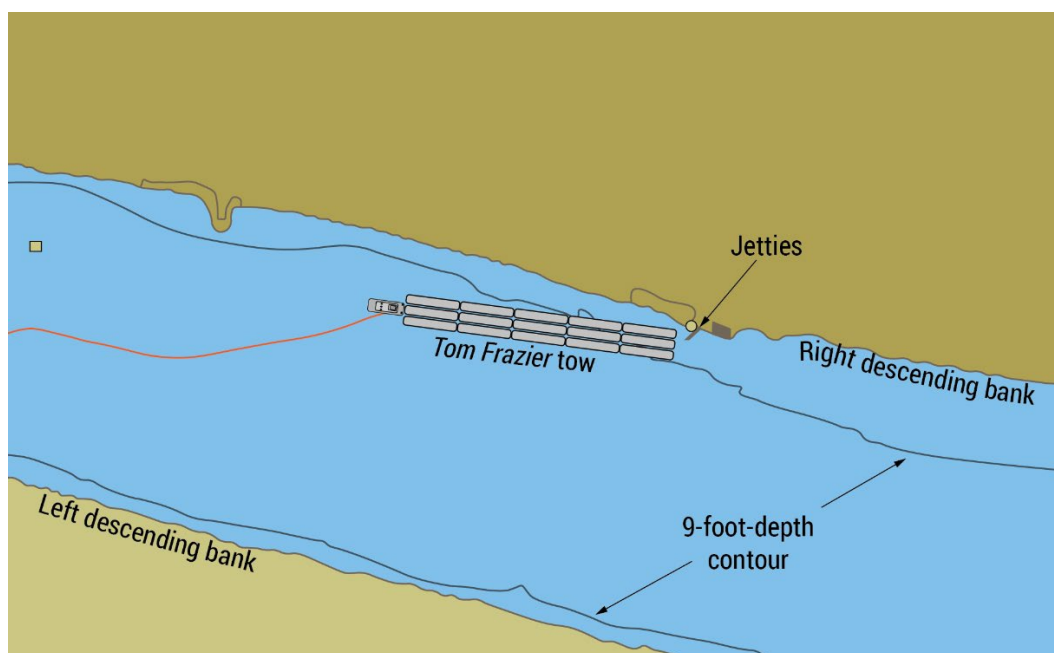 Jetties
Tom Frazier tow
Right descending bank
Left descending bank
9-foot-depth
contour